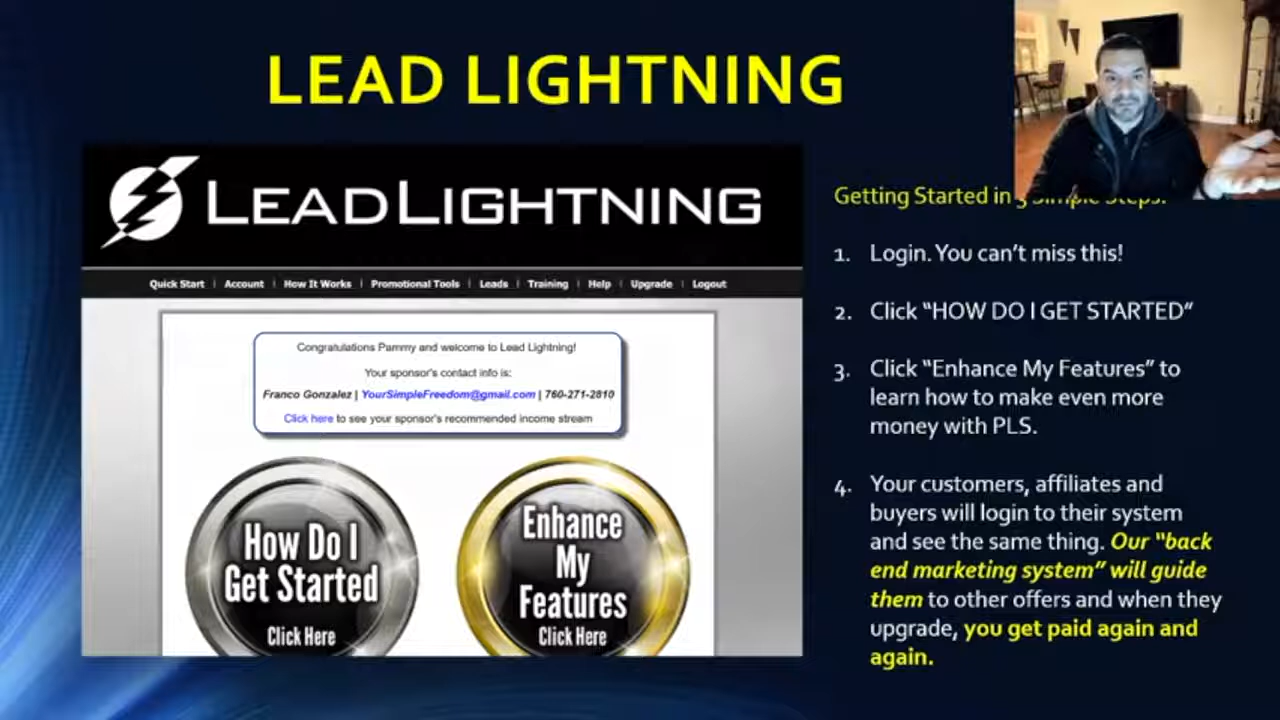 LEAD LIGHTNING
LEADLIGHTNING
Quick Start | Account | How It Works | Promotional Tools | Leads | Training | Help | Upgrade | Logout
Congratulations Pammy and welcome to Lead Lightning!
Your sponsor's contact info is:
Franco Gonzalez | YourSimpleFreedom@gmail.com | 760-271-2810
Click here to see your sponsor's recommended income stream
How Do I
Get Started
Click Here
Enhance
My
Features
Click Here
Getting Started in Simple Steps.
1. Login. You can't miss this!
2. Click "HOW DO I GET STARTED"
3. Click "Enhance My Features" to
learn how to make even more
money with PLS.
4. Your customers, affiliates and
buyers will login to their system
and see the same thing. Our "back
end marketing system" will guide
them to other offers and when they
upgrade, you get paid again and
again.